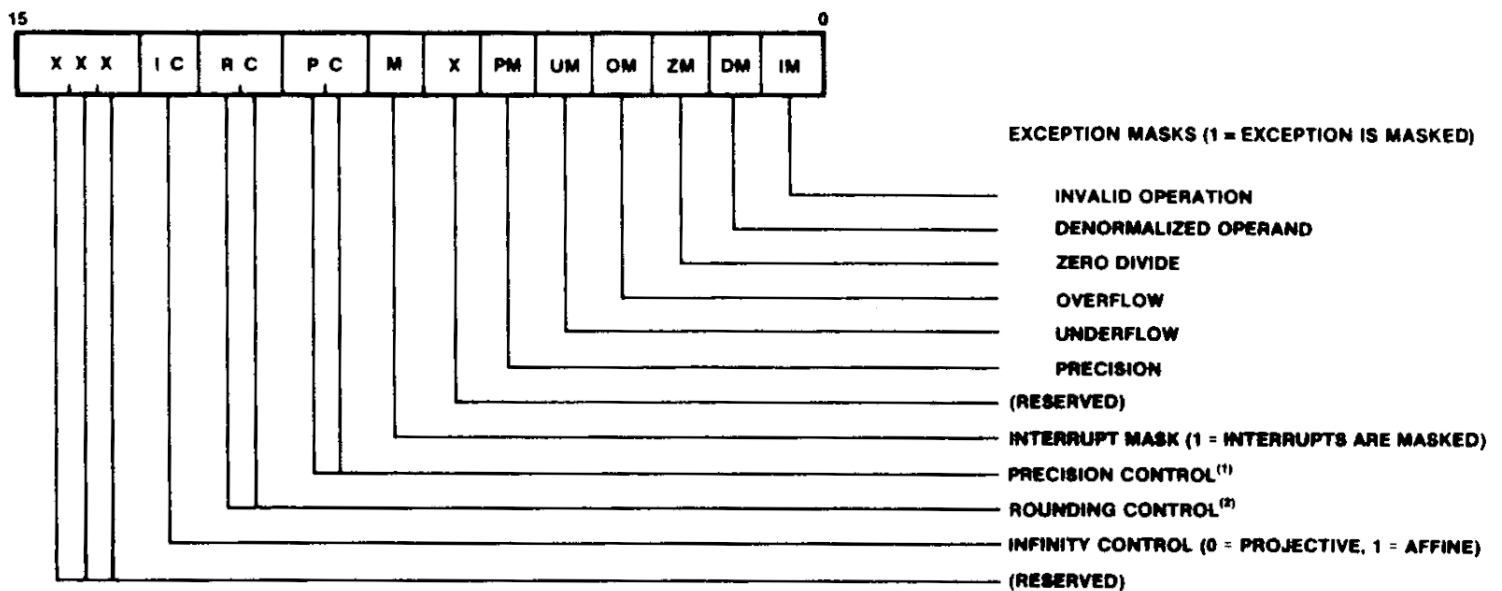 15 0
X X X I C R C P C M X PM UM OM ZM DM IM
EXCEPTION MASKS (1 = EXCEPTION IS MASKED)
INVALID OPERATION
DENORMALIZED OPERAND
ZERO DIVIDE
OVERFLOW
UNDERFLOW
PRECISION
(RESERVED)
INTERRUPT MASK (1 = INTERRUPTS ARE MASKED)
PRECISION CONTROL(1)
ROUNDING CONTROL(2)
INFINITY CONTROL (0 = PROJECTIVE, 1 = AFFINE)
(RESERVED)